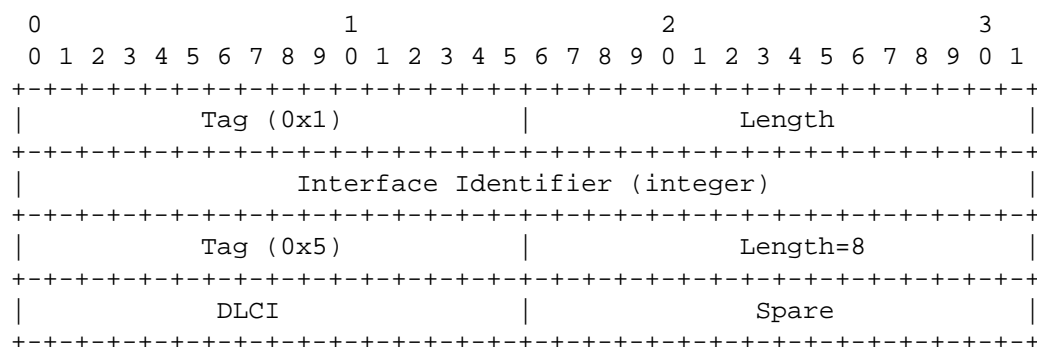 0                   1                   2                   3
 0 1 2 3 4 5 6 7 8 9 0 1 2 3 4 5 6 7 8 9 0 1 2 3 4 5 6 7 8 9 0 1
+-+-+-+-+-+-+-+-+-+-+-+-+-+-+-+-+-+-+-+-+-+-+-+-+-+-+-+-+-+-+-+-+
|           Tag (0x1)           |             Length            |
+-+-+-+-+-+-+-+-+-+-+-+-+-+-+-+-+-+-+-+-+-+-+-+-+-+-+-+-+-+-+-+-+
|                 Interface Identifier (integer)                |
+-+-+-+-+-+-+-+-+-+-+-+-+-+-+-+-+-+-+-+-+-+-+-+-+-+-+-+-+-+-+-+-+
|           Tag (0x5)           |             Length=8          |
+-+-+-+-+-+-+-+-+-+-+-+-+-+-+-+-+-+-+-+-+-+-+-+-+-+-+-+-+-+-+-+-+
|            DLCI               |              Spare            |
+-+-+-+-+-+-+-+-+-+-+-+-+-+-+-+-+-+-+-+-+-+-+-+-+-+-+-+-+-+-+-+-+